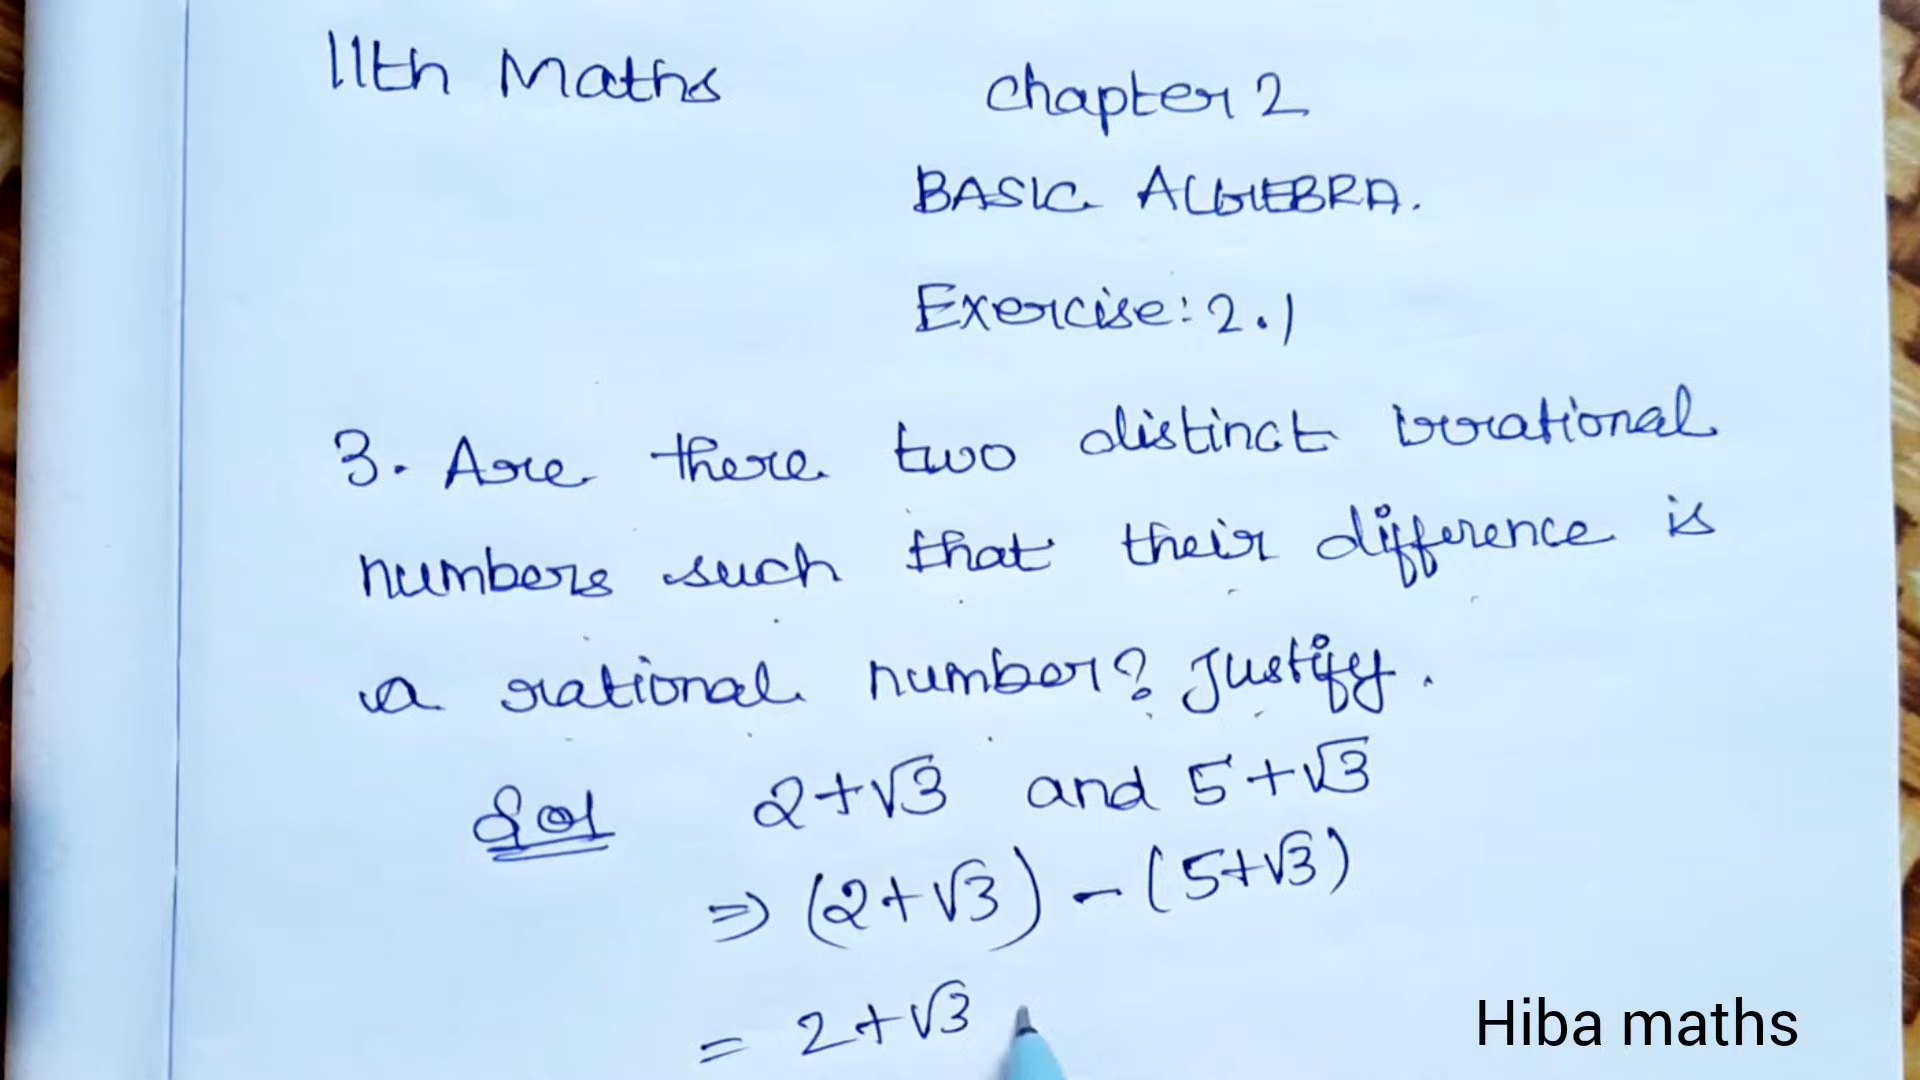 11th Maths
Chapter 2
BASIC ALGEBRA.
Exercise: 2.1
3. Are there two distinct irrational
numbers such that their difference is
a rational number? Justify.
Sol 2+√3 and 5+√3
⇒ (2+√3) - (5+√3)
= 2+√3
Hiba maths